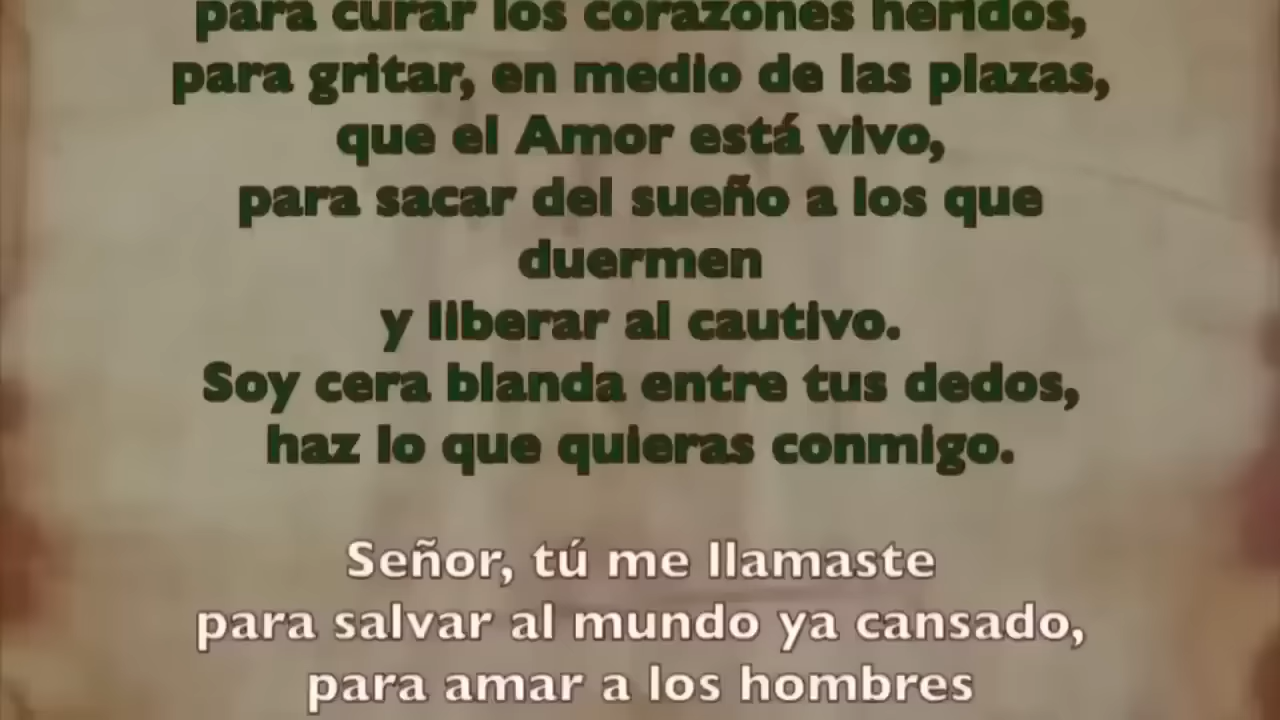 para curar los corazones heridos,
para gritar, en medio de las plazas,
que el Amor está vivo,
para sacar del sueño a los que
duermen
y liberar al cautivo.
Soy cera blanda entre tus dedos,
haz lo que quieras conmigo.
Señor, tú me llamaste
para salvar al mundo ya cansado,
para amar a los hombres